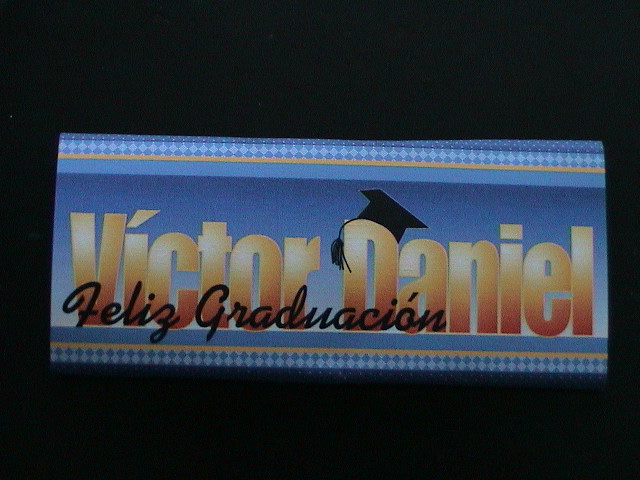 Víctor Daniel
Feliz Graduación